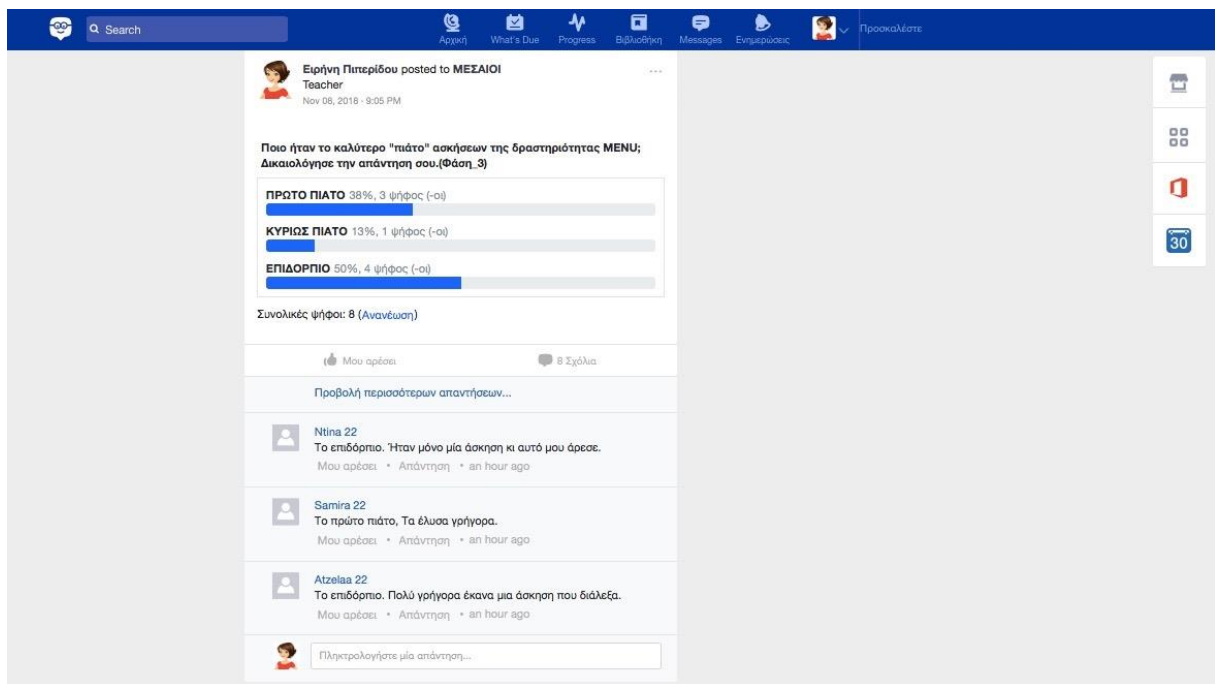 Search
Αρχική
What's Due
Progress
Βιβλιοθήκη
Messages
Ενημερώσεις
Προσκαλέστε
Ειρήνη Πιπερίδου posted to ΜΕΣΑΙΟΙ
...
Teacher
Nov 08, 2018 - 9:05 PM
Ποιο ήταν το καλύτερο "πιάτο" ασκήσεων της δραστηριότητας MENU;
Δικαιολόγησε την απάντηση σου.(Φάση_3)
ΠΡΩΤΟ ΠΙΑΤΟ 38%, 3 ψήφος (-οι)
ΚΥΡΙΩΣ ΠΙΑΤΟ 13%, 1 ψήφος (-οι)
ΕΠΙΔΟΡΠΙΟ 50%, 4 ψήφος (-οι)
Συνολικές ψήφοι: 8 (Ανανέωση)
Μου αρέσει
8 Σχόλια
Προβολή περισσότερων απαντήσεων...
Ntina 22
Το επιδόρπιο. Ήταν μόνο μία άσκηση κι αυτό μου άρεσε.
Μου αρέσει • Απάντηση • an hour ago
Samira 22
Το πρώτο πιάτο, Τα έλυσα γρήγορα.
Μου αρέσει • Απάντηση • an hour ago
Atzelaa 22
Το επιδόρπιο. Πολύ γρήγορα έκανα μια άσκηση που διάλεξα.
Μου αρέσει • Απάντηση • an hour ago
Πληκτρολογήστε μία απάντηση...
30